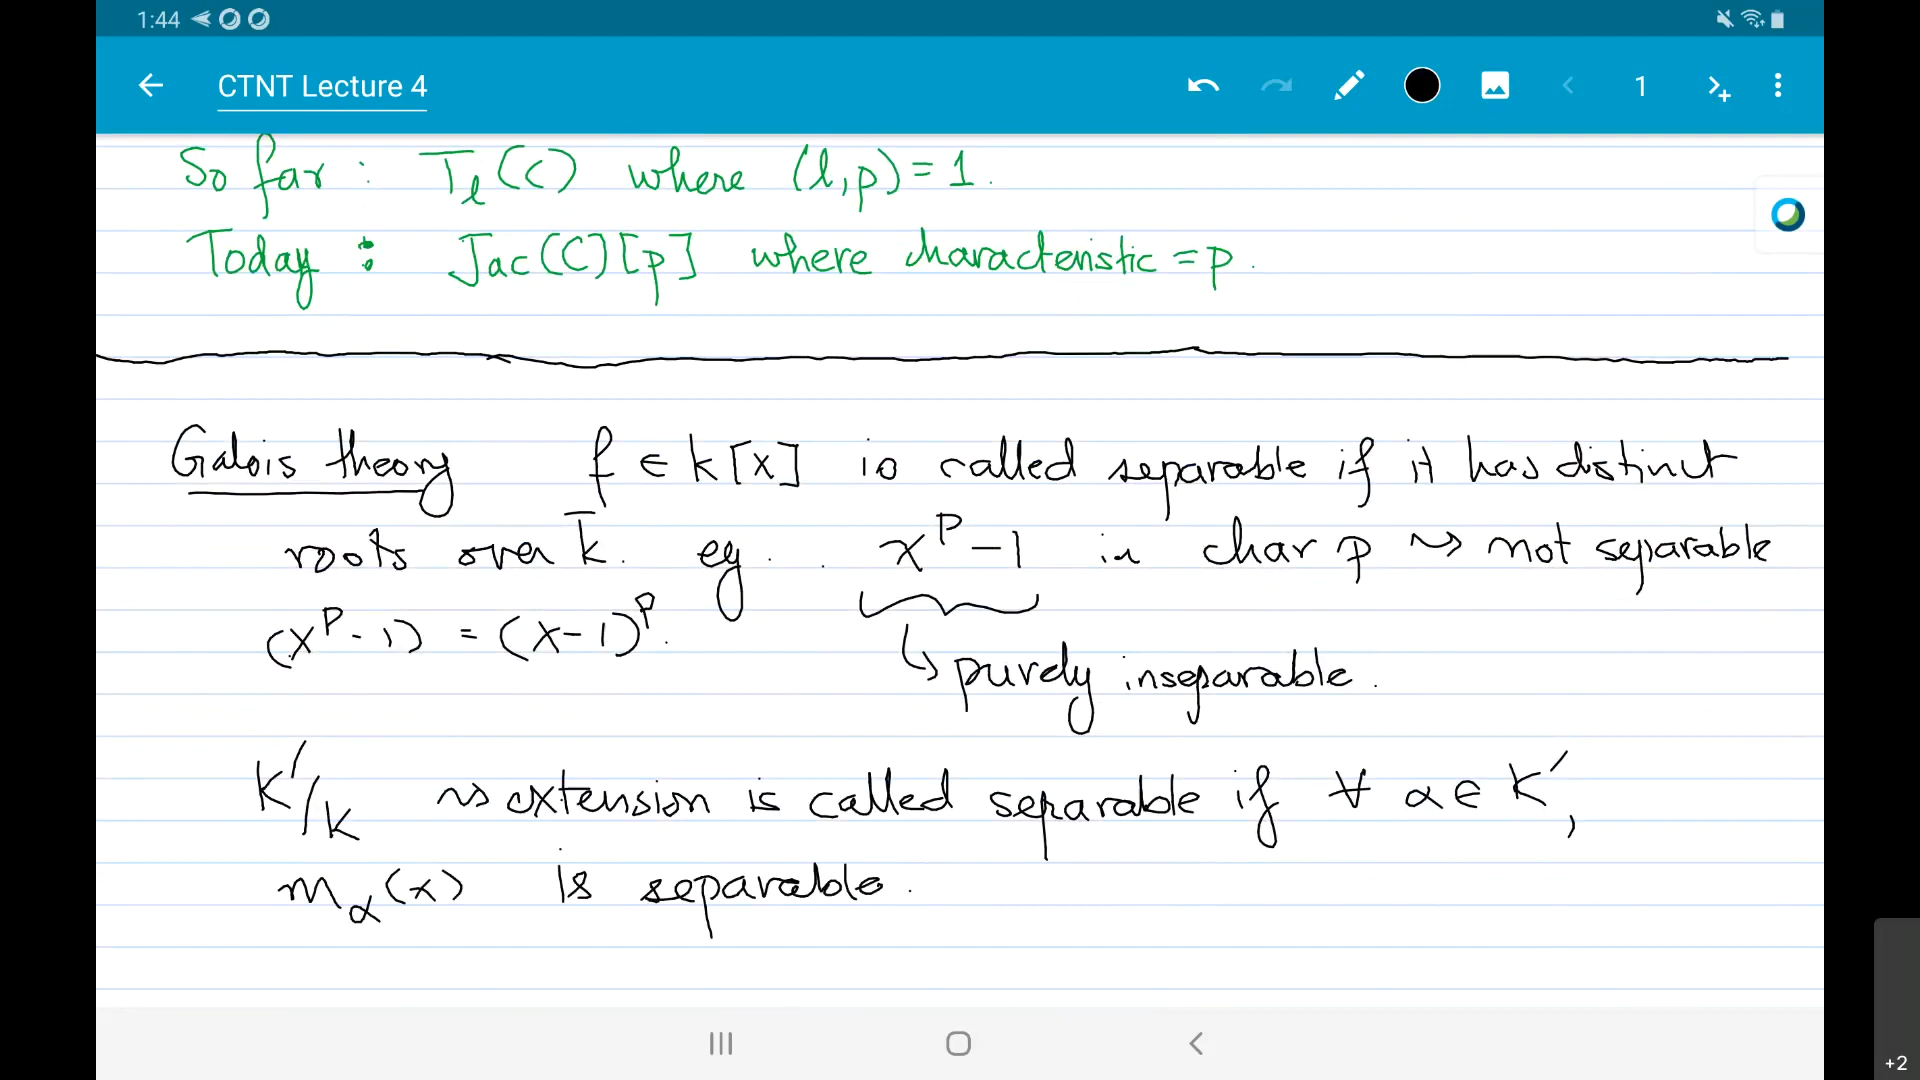 1:44
CTNT Lecture 4
1
So far : T_l(C) where (l,p)=1.
Today : Jac(C)[p] where characteristic = p.
Galois theory f ∈ k[x] is called separable if it has distinct
roots over k̄. eg. x^p - 1 in char p ⇝ not separable
(x^p - 1) = (x-1)^p.
↳ purely inseparable.
K'/K ⇝ extension is called separable if ∀ α ∈ K',
m_α(x) is separable.
+2